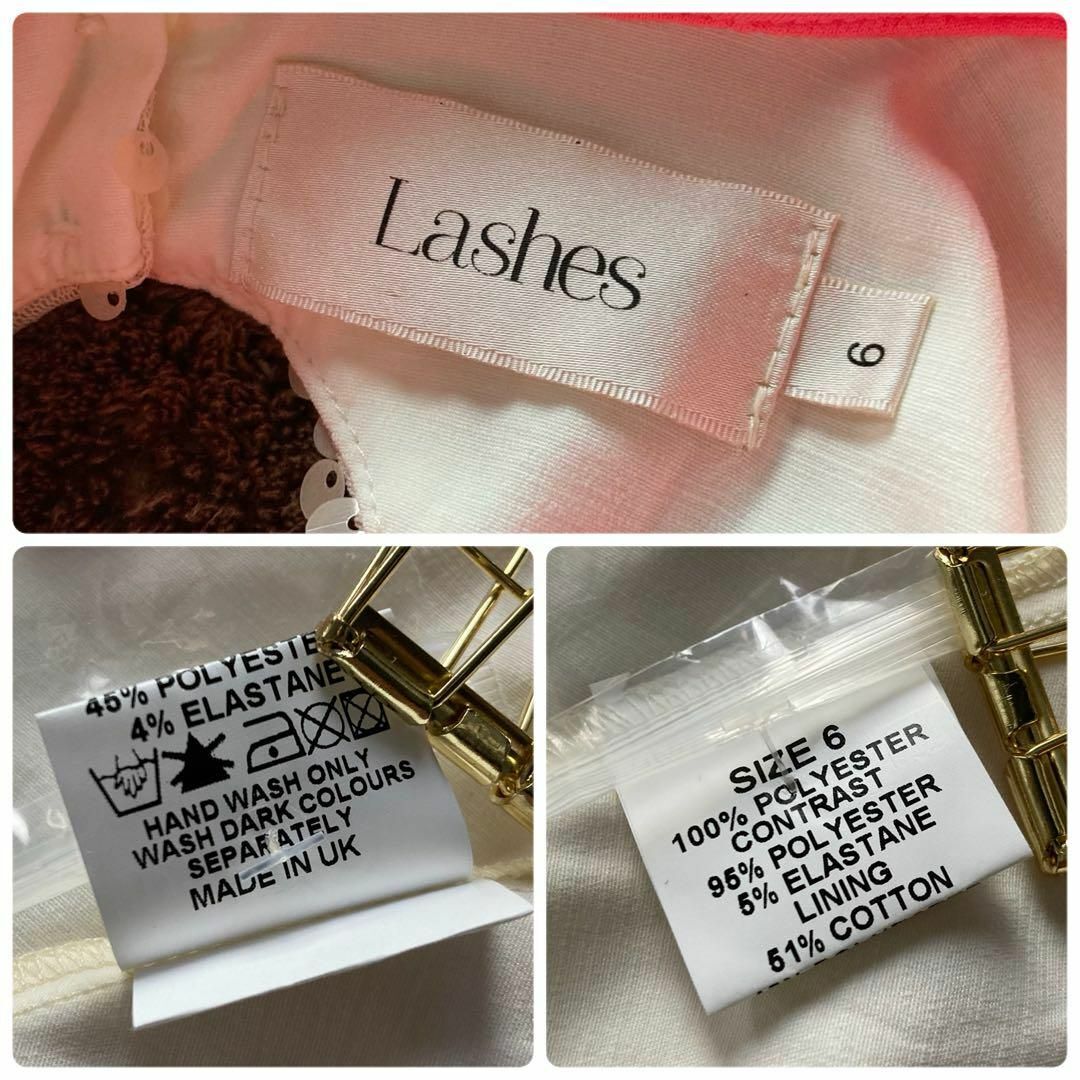 Lashes
6
45% POLYESTE
4% ELASTANE
HAND WASH ONLY
WASH DARK COLOURS
SEPARATELY
MADE IN UK
SIZE 6
100% POLYESTER
CONTRAST
95% POLYESTER
5% ELASTANE
LINING
51% COTTON